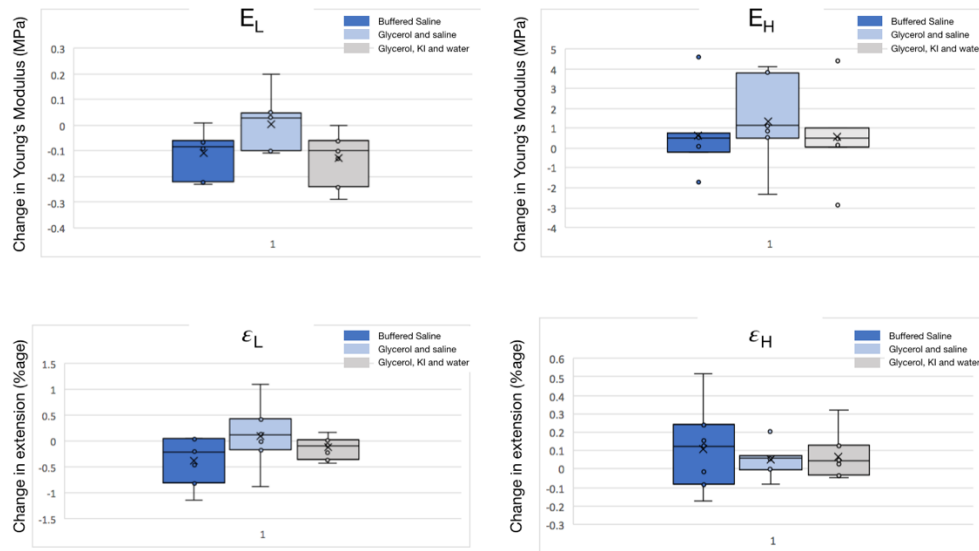 E_L
Buffered Saline
Glycerol and saline
Glycerol, KI and water
Change in Young's Modulus (MPa)
0.3
0.2
0.1
0
-0.1
-0.2
-0.3
-0.4
1
E_H
Buffered Saline
Glycerol and saline
Glycerol, KI and water
Change in Young's Modulus (MPa)
5
4
3
2
1
0
-1
-2
-3
-4
1
ε_L
Buffered Saline
Glycerol and saline
Glycerol, KI and water
Change in extension (%age)
1.5
1
0.5
0
-0.5
-1
-1.5
1
ε_H
Buffered Saline
Glycerol and saline
Glycerol, KI and water
Change in extension (%age)
0.6
0.5
0.4
0.3
0.2
0.1
0
-0.1
-0.2
-0.3
1